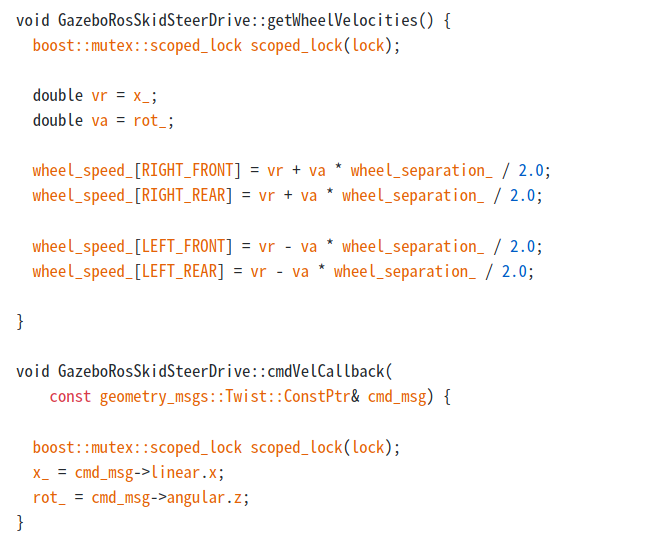 void GazeboRosSkidSteerDrive::getWheelVelocities() {
  boost::mutex::scoped_lock scoped_lock(lock);

  double vr = x_;
  double va = rot_;

  wheel_speed_[RIGHT_FRONT] = vr + va * wheel_separation_ / 2.0;
  wheel_speed_[RIGHT_REAR] = vr + va * wheel_separation_ / 2.0;

  wheel_speed_[LEFT_FRONT] = vr - va * wheel_separation_ / 2.0;
  wheel_speed_[LEFT_REAR] = vr - va * wheel_separation_ / 2.0;

}

void GazeboRosSkidSteerDrive::cmdVelCallback(
    const geometry_msgs::Twist::ConstPtr& cmd_msg) {

  boost::mutex::scoped_lock scoped_lock(lock);
  x_ = cmd_msg->linear.x;
  rot_ = cmd_msg->angular.z;
}